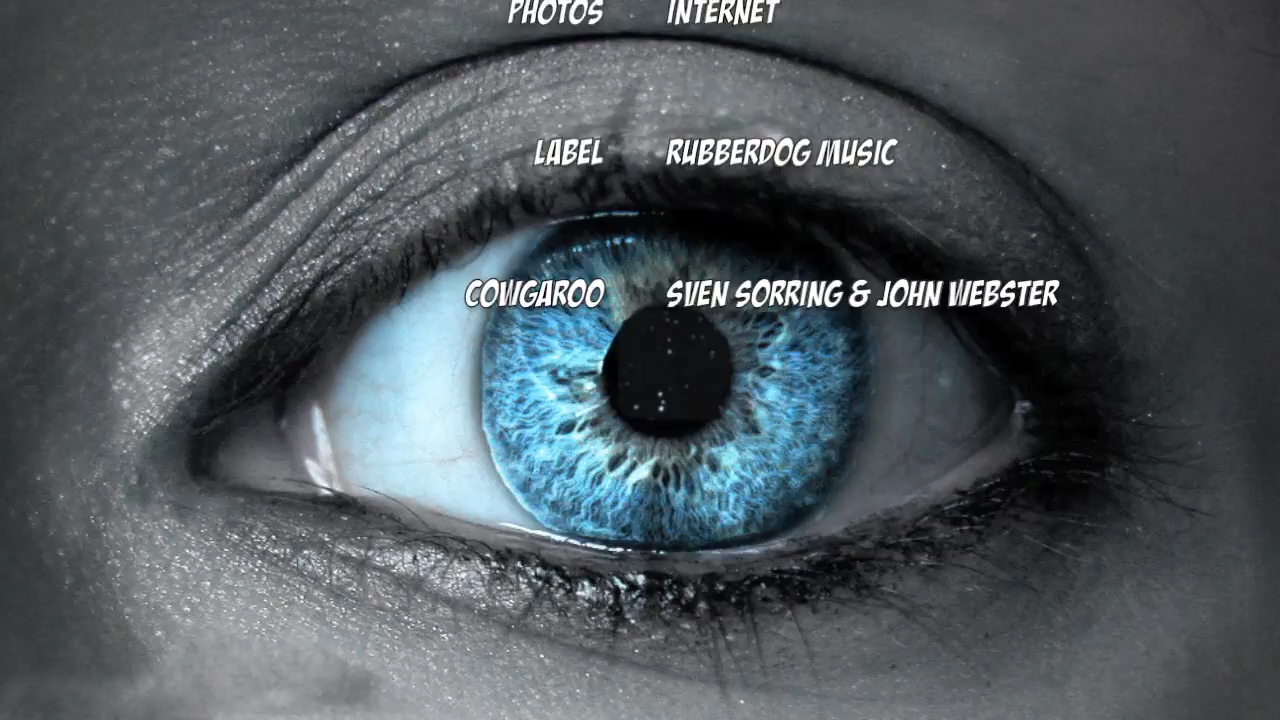 PHOTOS INTERNET
LABEL RUBBERDOG MUSIC
COWGAROO SVEN SORRING & JOHN WEBSTER